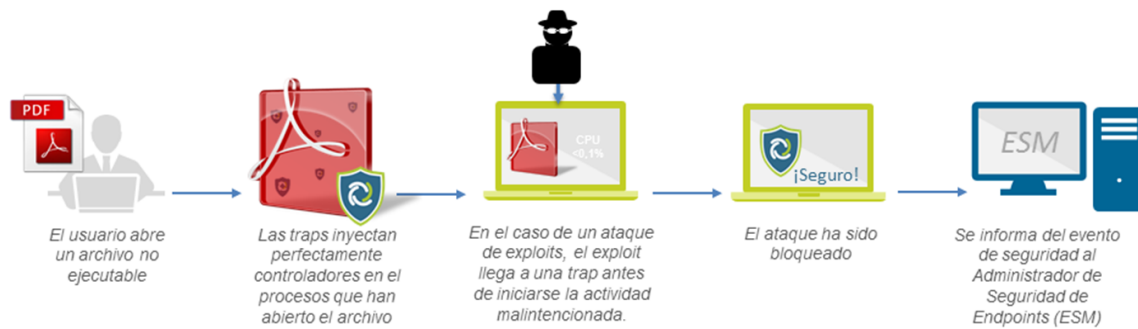 PDF
El usuario abre
un archivo no
ejecutable
Las traps inyectan
perfectamente
controladores en el
procesos que han
abierto el archivo
CPU
<0,1%
En el caso de un ataque
de exploits, el exploit
llega a una trap antes
de iniciarse la actividad
malintencionada.
¡Seguro!
El ataque ha sido
bloqueado
ESM
Se informa del evento
de seguridad al
Administrador de
Seguridad de
Endpoints (ESM)